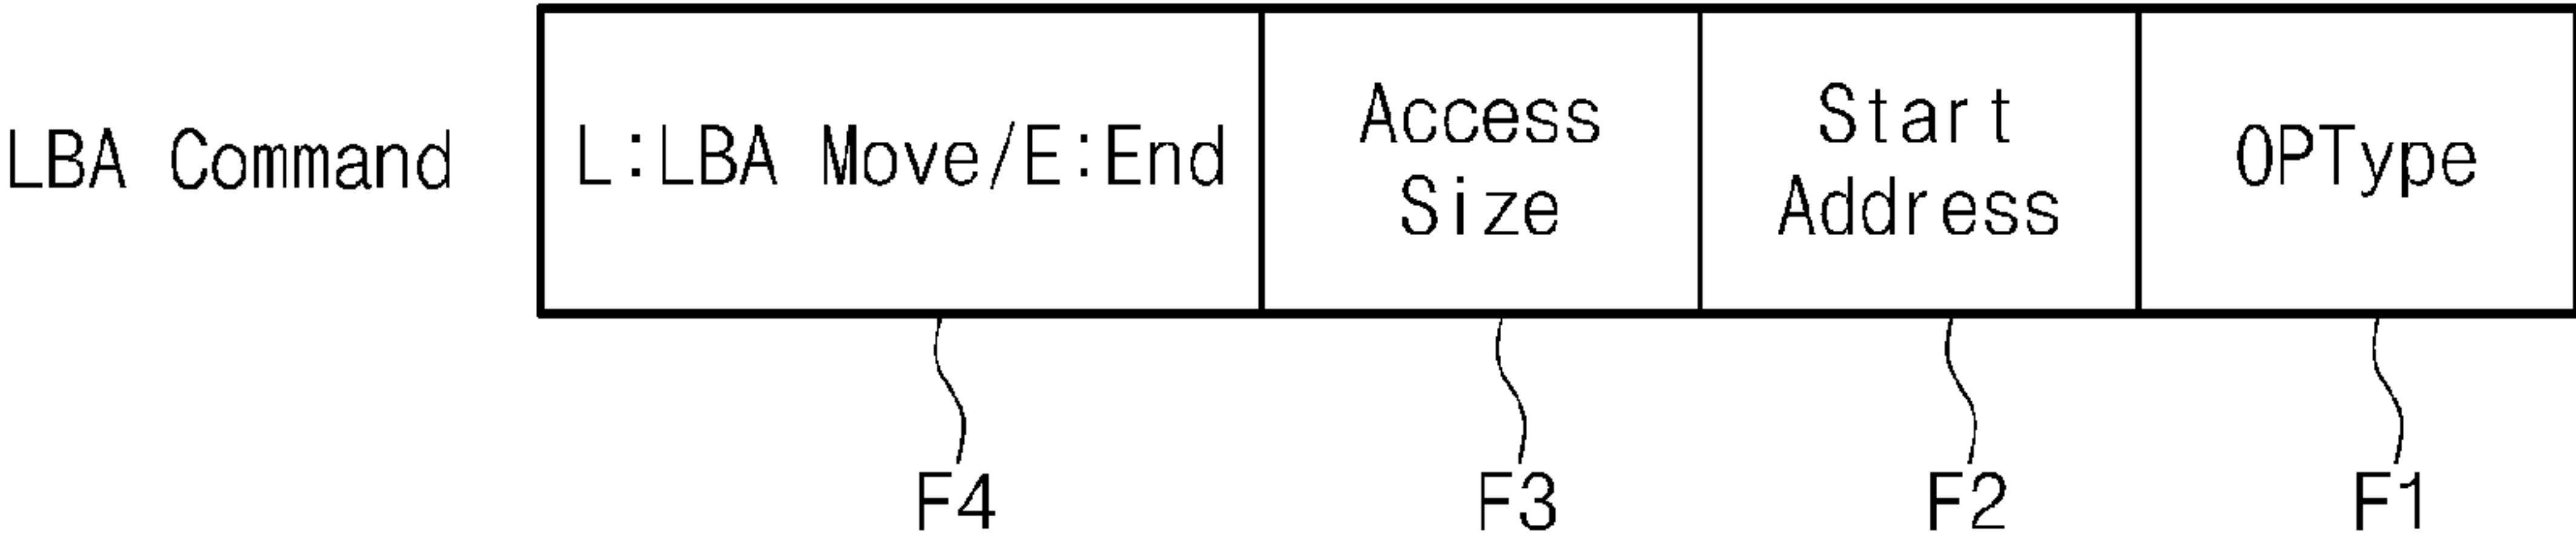 LBA Command
L:LBA Move/E:End
Access
Size
Start
Address
OPType
F4
F3
F2
F1